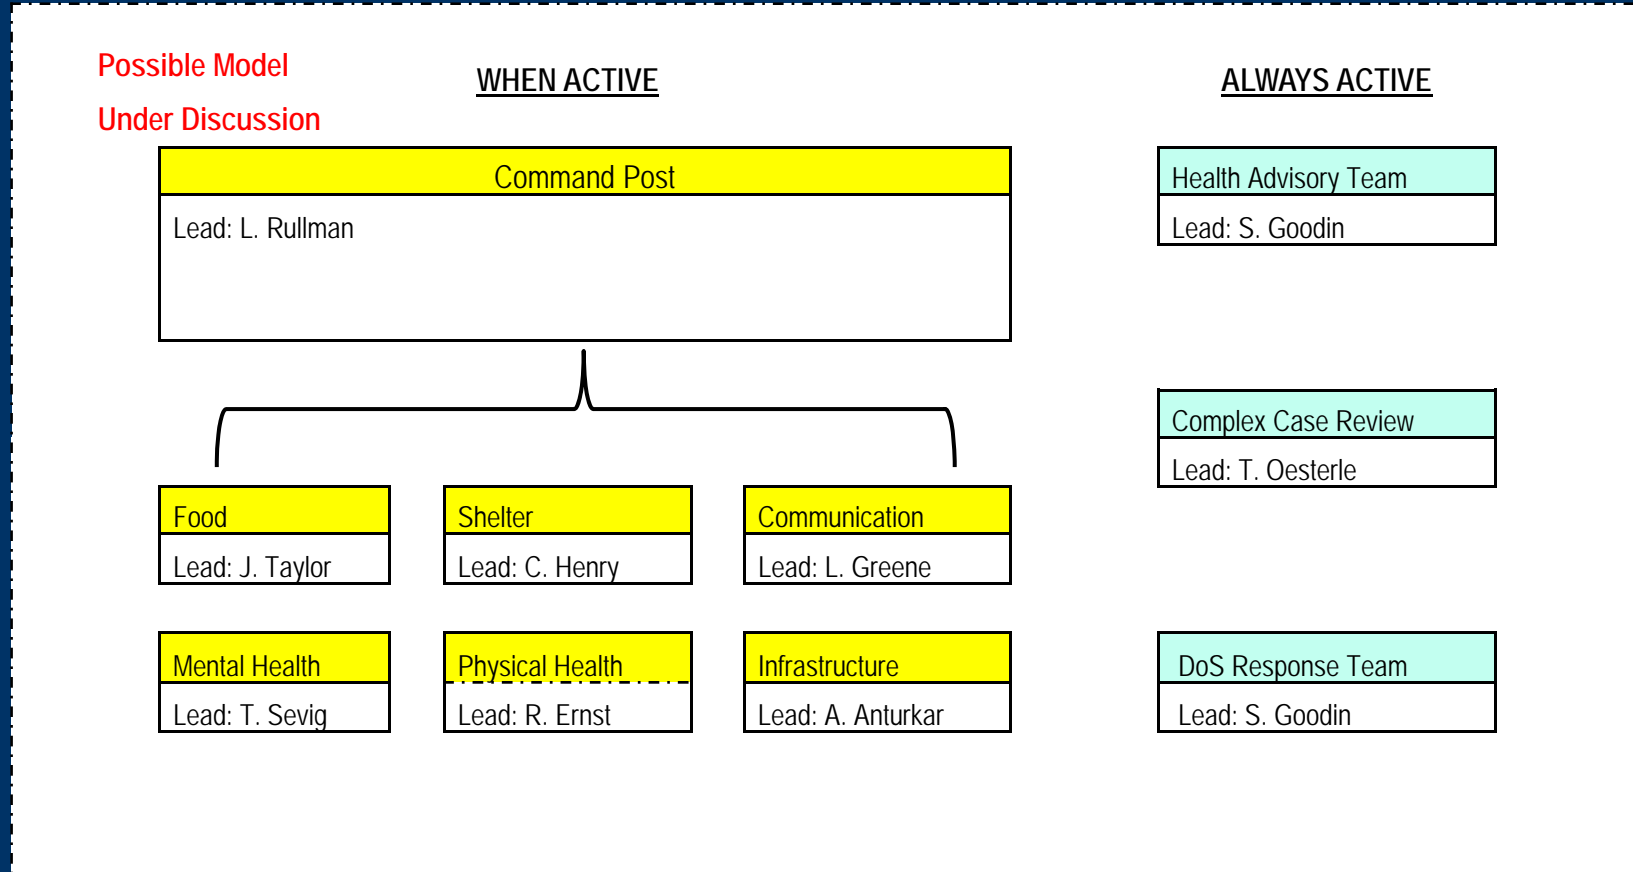 Possible Model
Under Discussion
WHEN ACTIVE
ALWAYS ACTIVE
Command Post
Lead: L. Rullman
Health Advisory Team
Lead: S. Goodin
Complex Case Review
Lead: T. Oesterle
Food
Lead: J. Taylor
Shelter
Lead: C. Henry
Communication
Lead: L. Greene
Mental Health
Lead: T. Sevig
Physical Health
Lead: R. Ernst
Infrastructure
Lead: A. Anturkar
DoS Response Team
Lead: S. Goodin